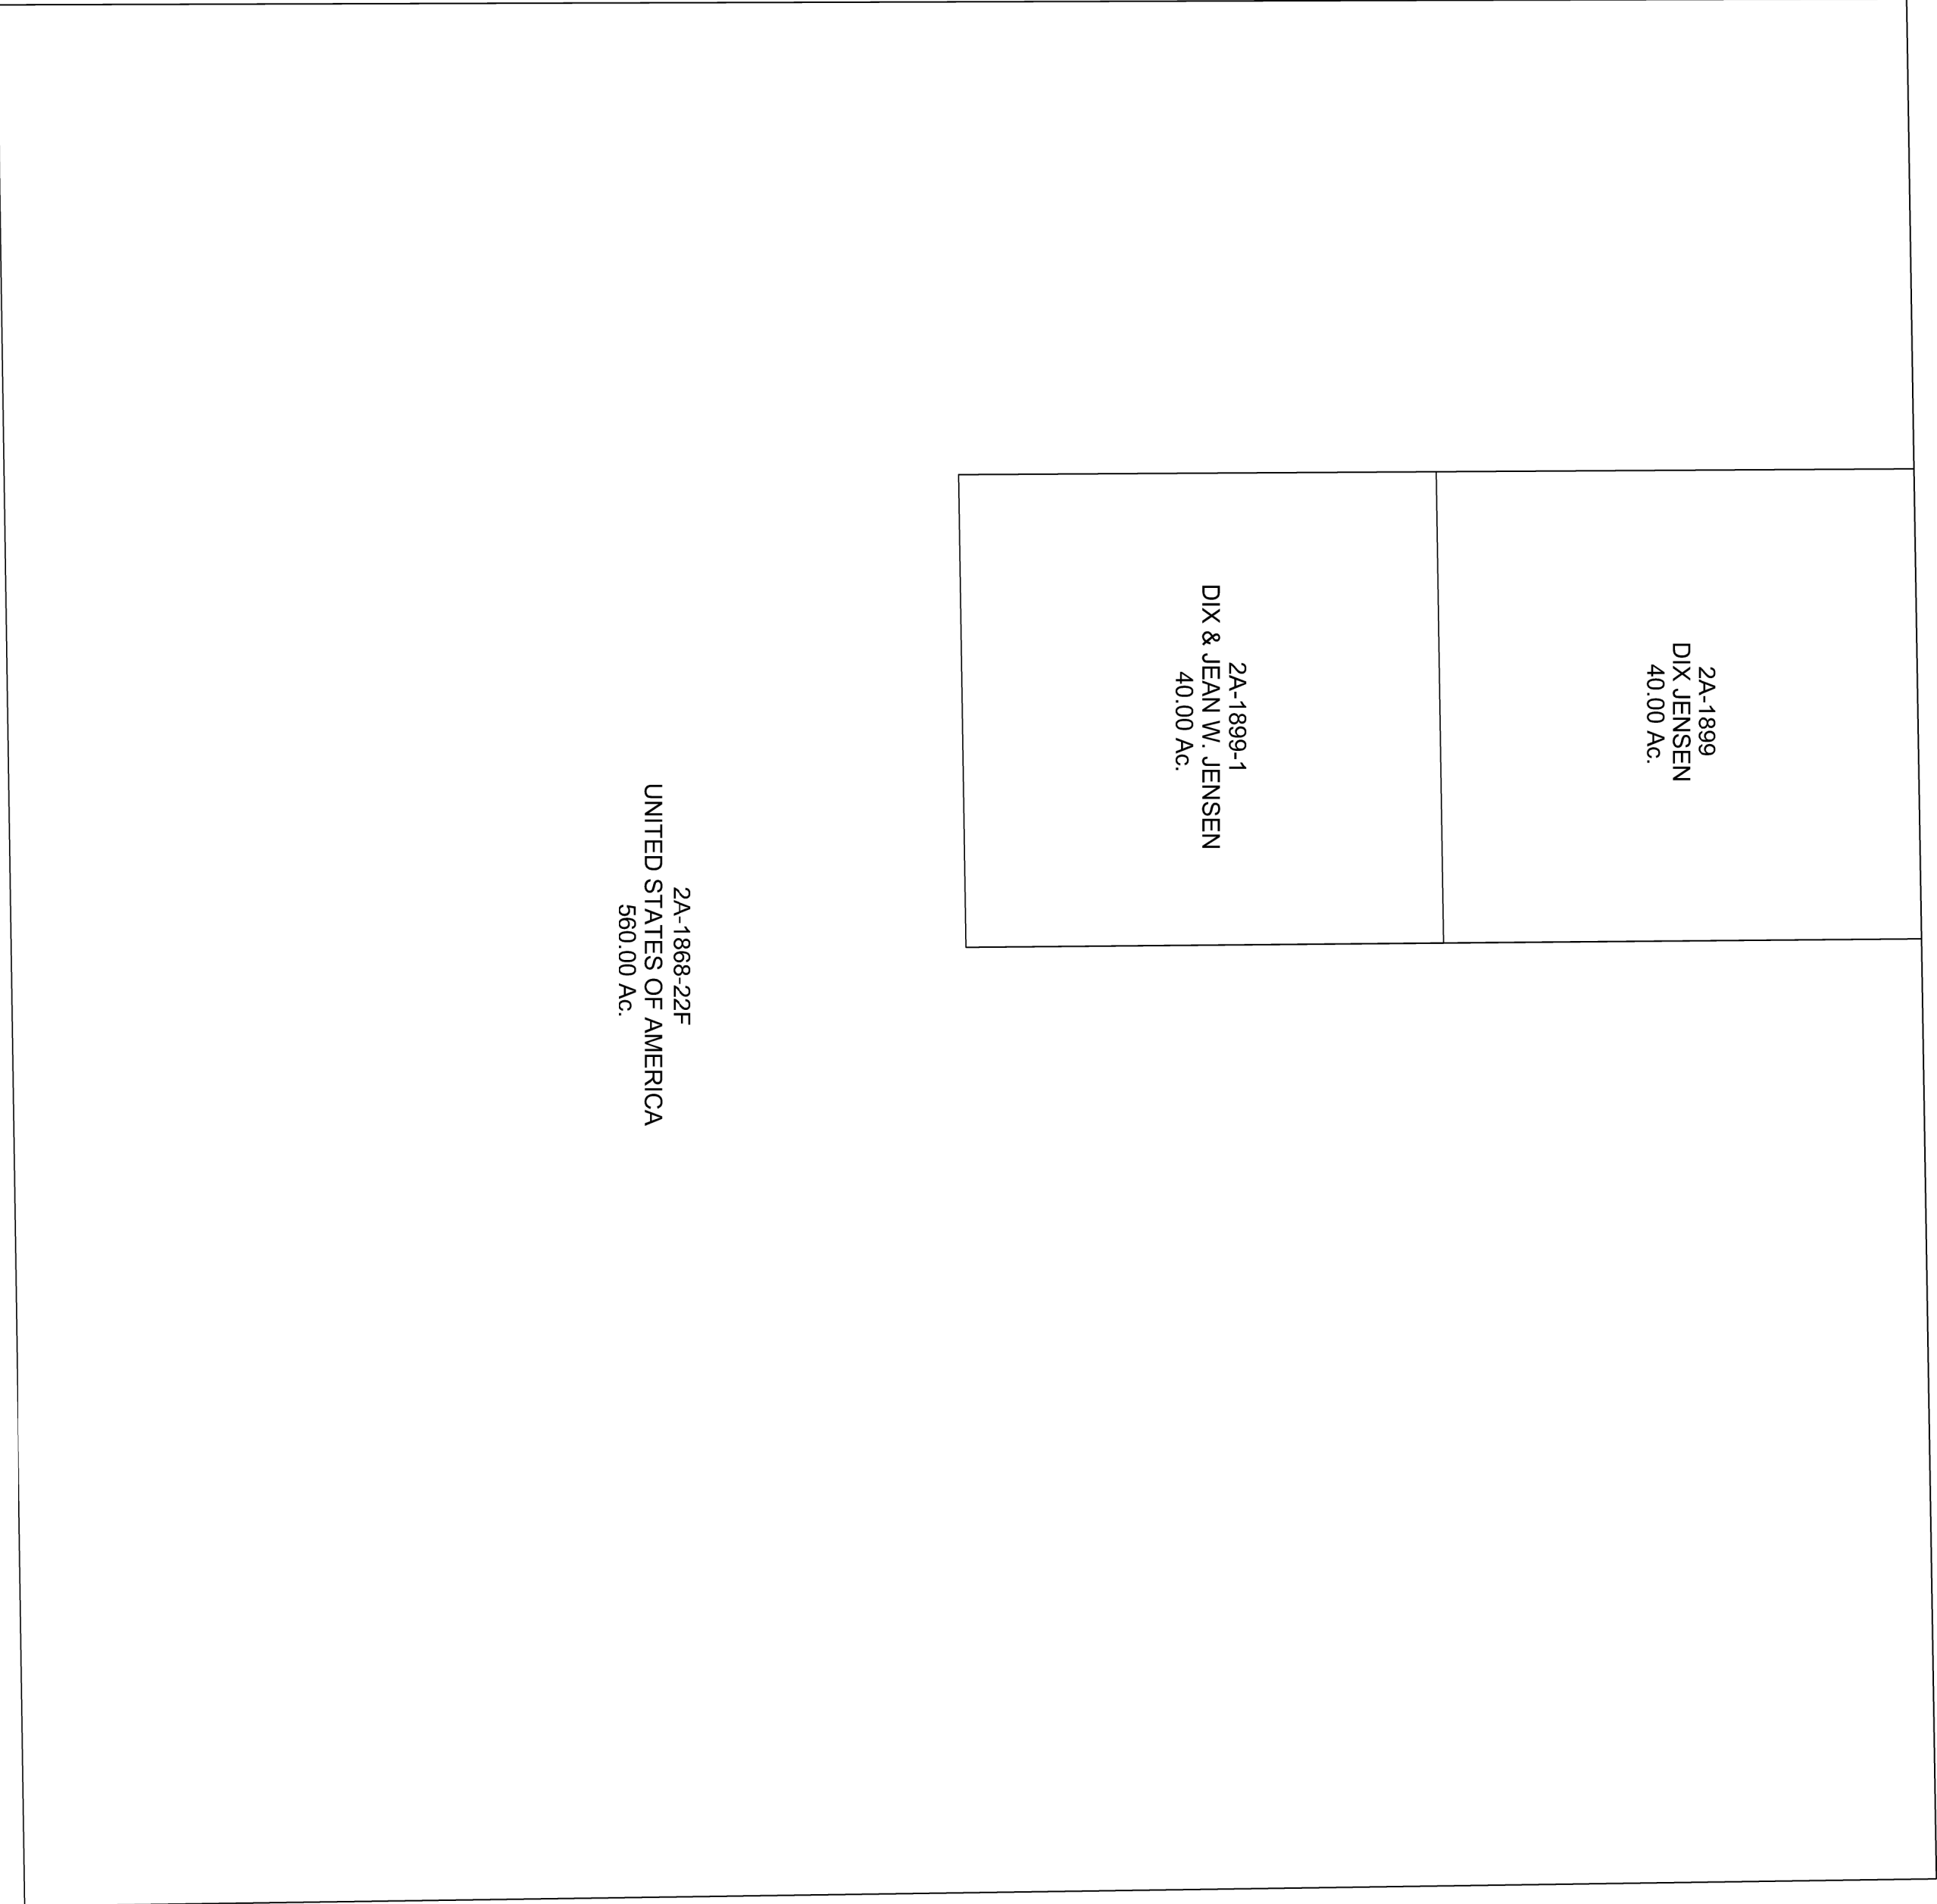 2A-1899
DIX JENSEN
40.00 Ac.
2A-1899-1
DIX & JEAN W. JENSEN
40.00 Ac.
2A-1868-22F
UNITED STATES OF AMERICA
560.00 Ac.